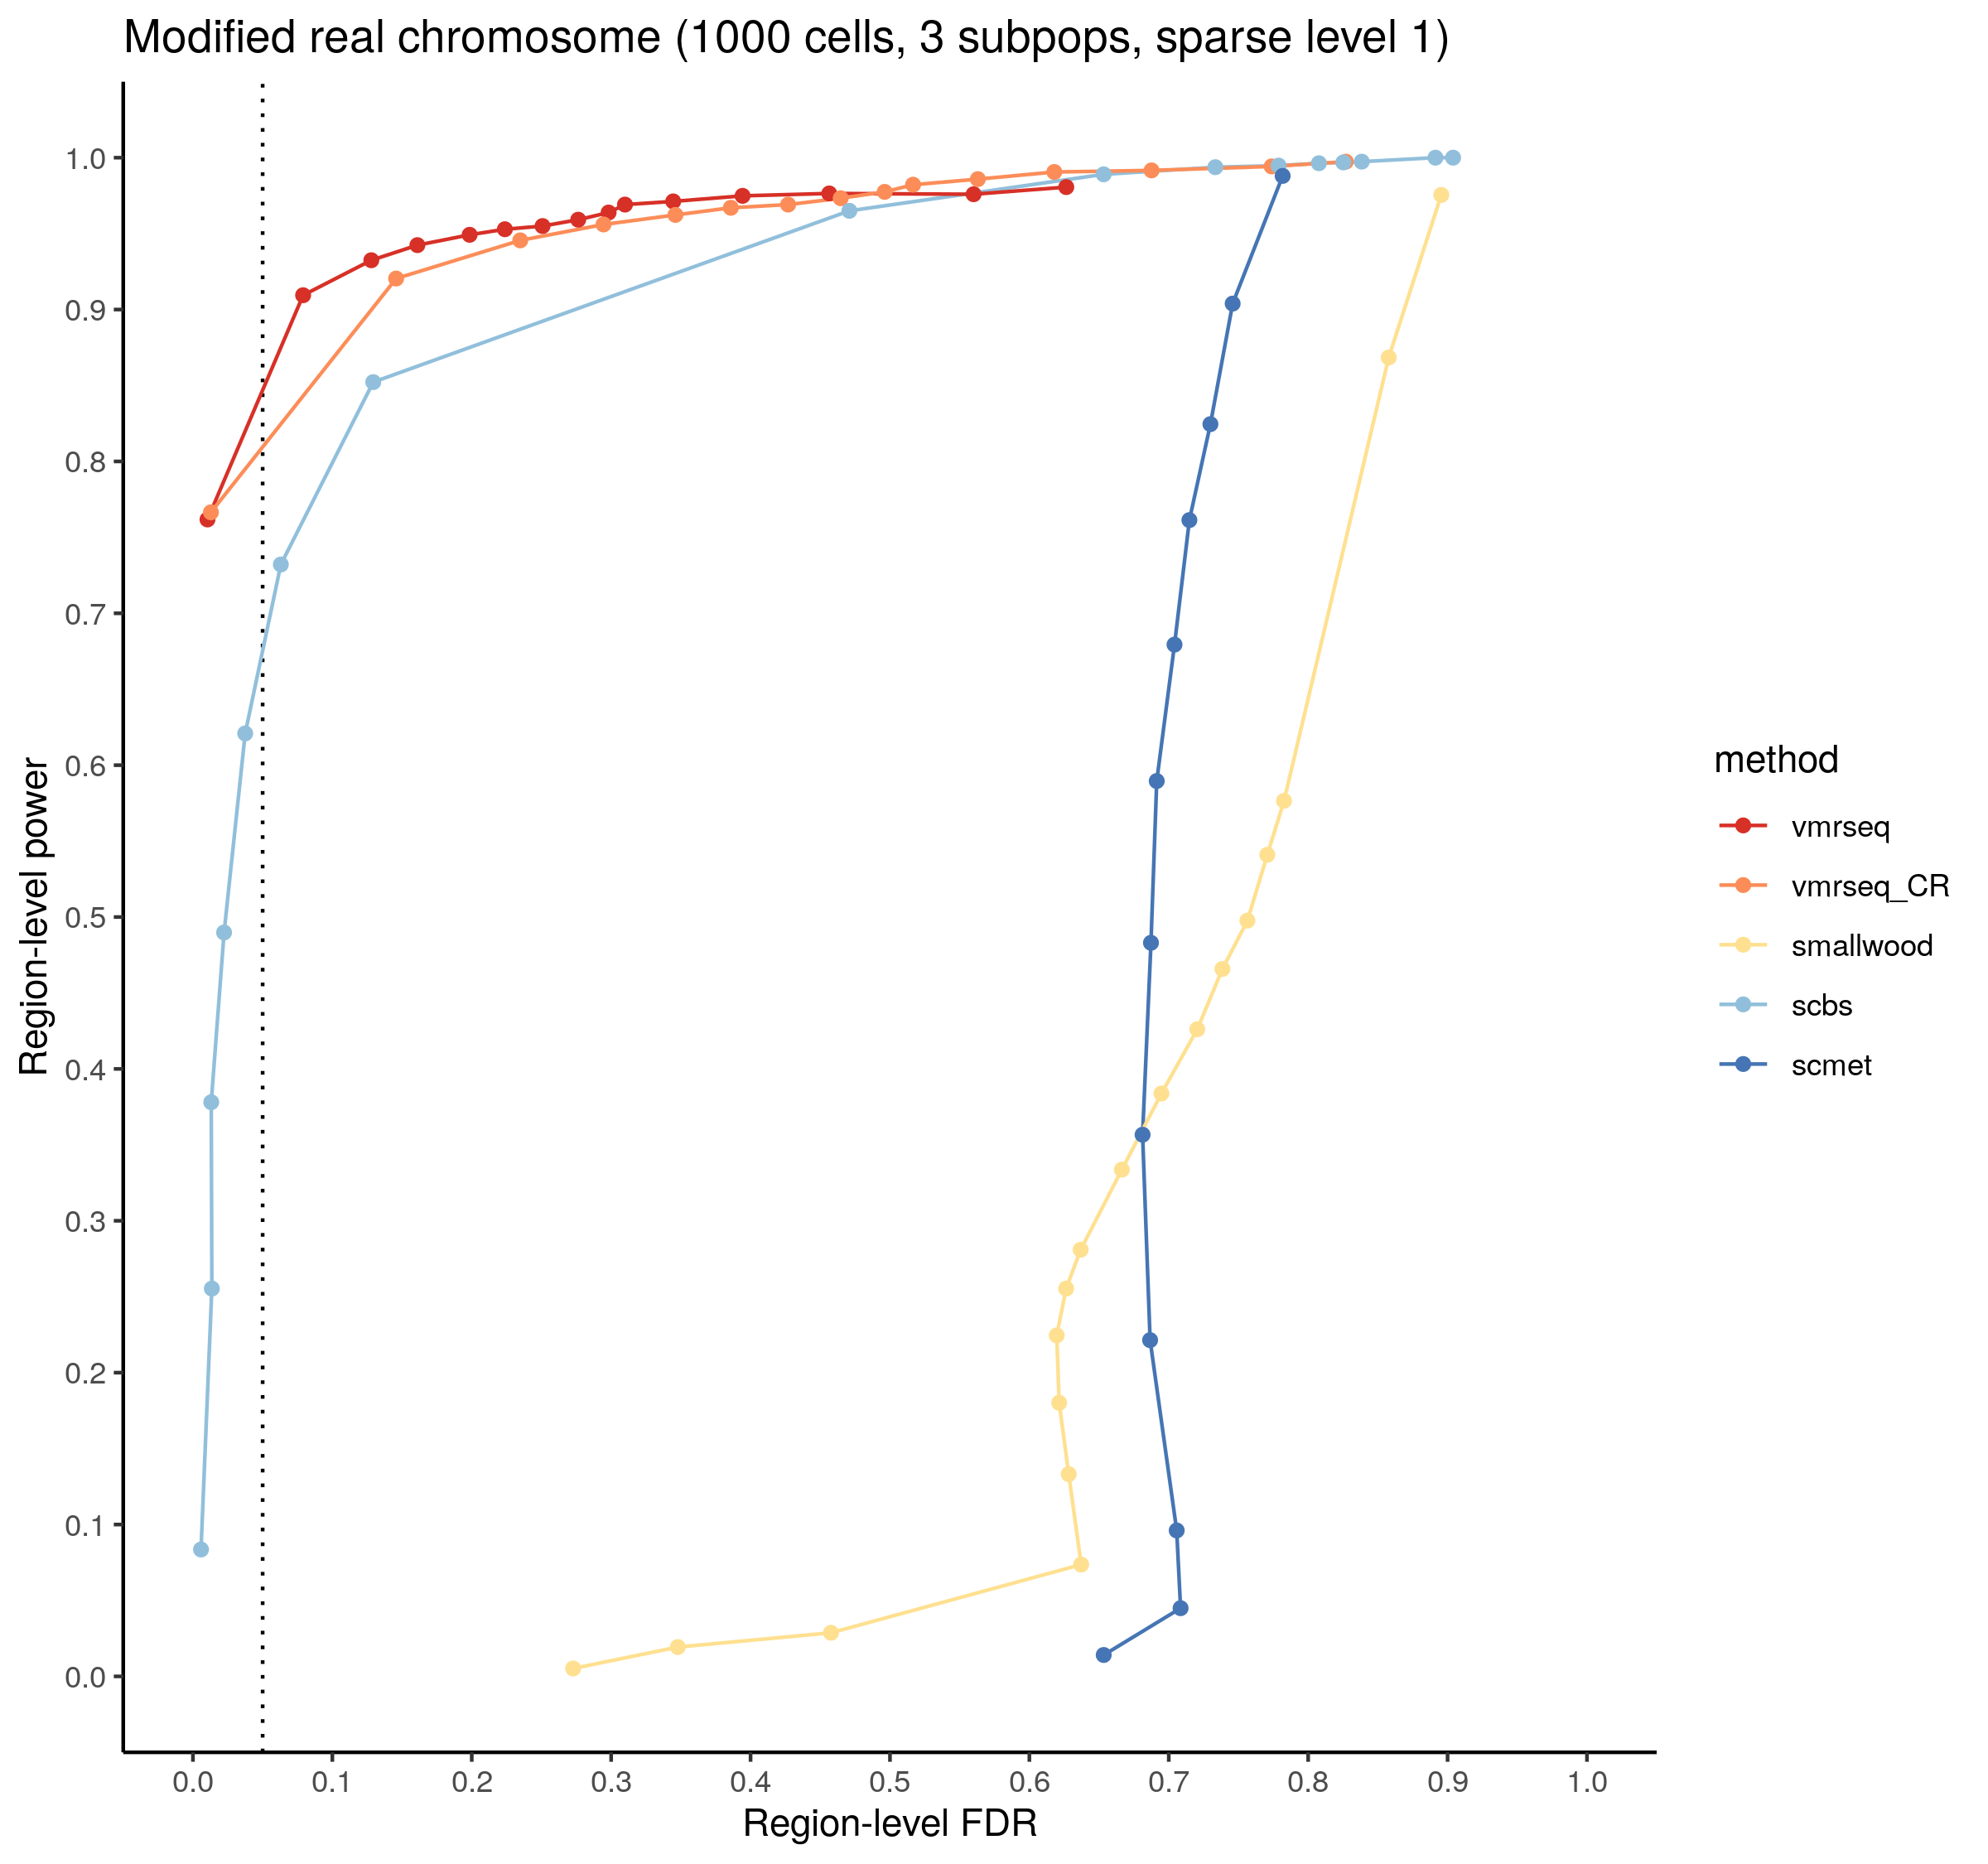 Modified real chromosome (1000 cells, 3 subpops, sparse level 1)
Region-level power
1.0
0.9
0.8
0.7
0.6
0.5
0.4
0.3
0.2
0.1
0.0
0.0 0.1 0.2 0.3 0.4 0.5 0.6 0.7 0.8 0.9 1.0
Region-level FDR
method
vmrseq
vmrseq_CR
smallwood
scbs
scmet